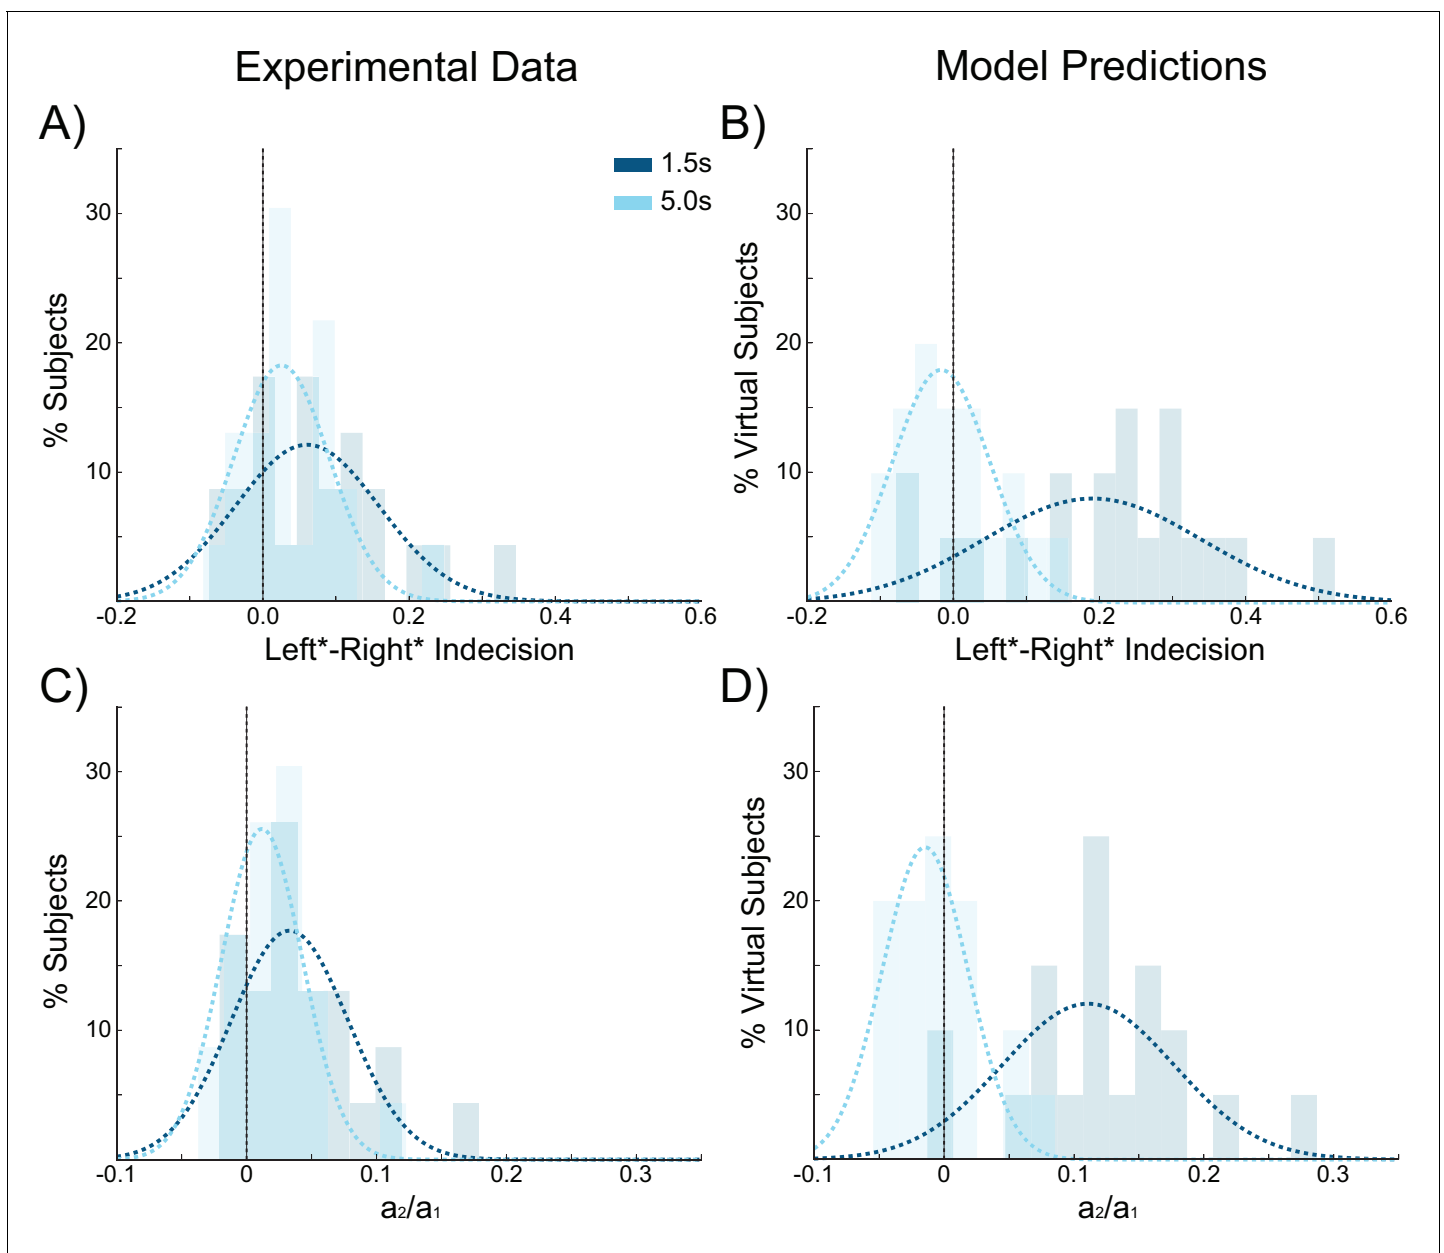 Experimental Data
Model Predictions
A)
B)
1.5s
5.0s
30
20
10
% Subjects
-0.2 0.0 0.2 0.4 0.6
Left*-Right* Indecision
30
20
10
% Virtual Subjects
-0.2 0.0 0.2 0.4 0.6
Left*-Right* Indecision
C)
D)
30
20
10
% Subjects
-0.1 0 0.1 0.2 0.3
a₂/a₁
30
20
10
% Virtual Subjects
-0.1 0 0.1 0.2 0.3
a₂/a₁